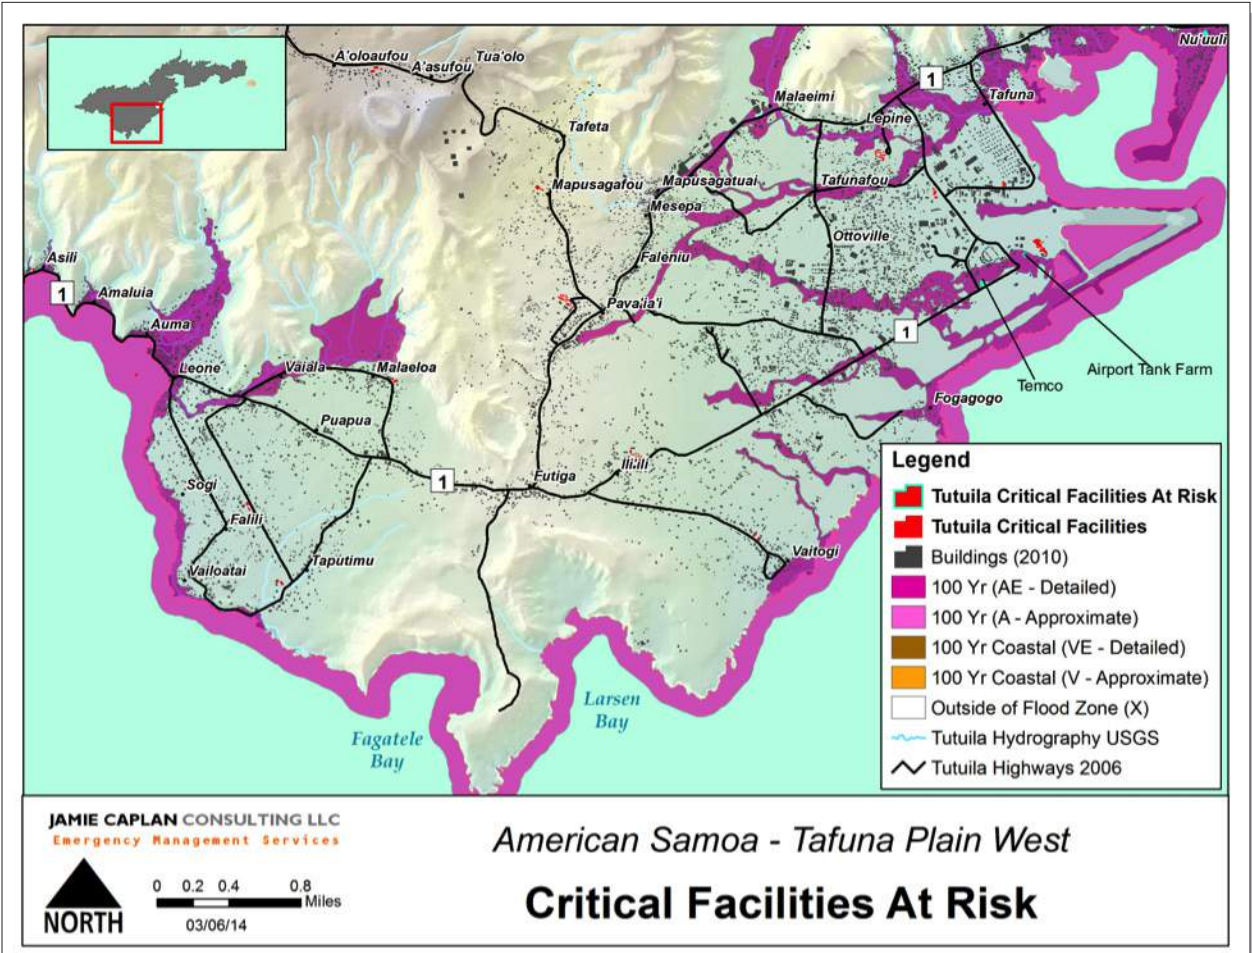 Nu'uuli
A'oloaufou
Tua'olo
A'asufou
1
Tafuna
Malaeimi
Lepine
Tafeta
Mapusagafou
Mapusagatuai
Tafunafou
Mesepa
Ottoville
Faleniu
Asili
1
Amaluia
Pava'ia'i
Auma
1
Leone
Vaiala
Malaeloa
Airport Tank Farm
Temco
Fogagogo
Puapua
Ili'ili
1
Futiga
Sogi
Falili
Vaitogi
Taputimu
Vailoatai
Larsen
Bay
Fagatele
Bay
Legend
Tutuila Critical Facilities At Risk
Tutuila Critical Facilities
Buildings (2010)
100 Yr (AE - Detailed)
100 Yr (A - Approximate)
100 Yr Coastal (VE - Detailed)
100 Yr Coastal (V - Approximate)
Outside of Flood Zone (X)
Tutuila Hydrography USGS
Tutuila Highways 2006
JAMIE CAPLAN CONSULTING LLC
Emergency Management Services
NORTH
0 0.2 0.4 0.8
Miles
03/06/14
American Samoa - Tafuna Plain West
Critical Facilities At Risk